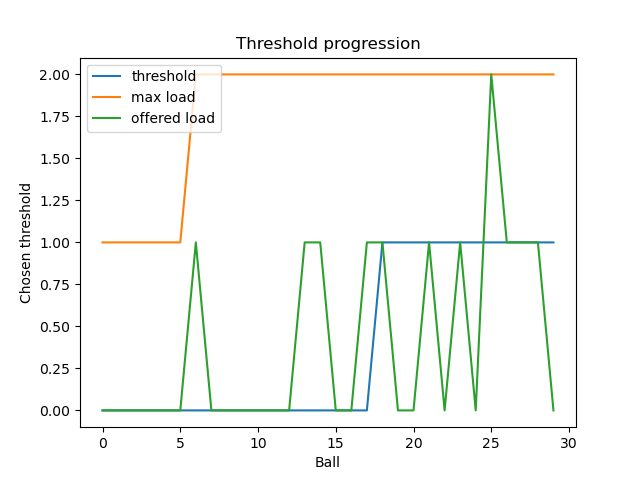 Threshold progression
threshold
max load
offered load
2.00
1.75
1.50
1.25
1.00
0.75
0.50
0.25
0.00
Chosen threshold
0 5 10 15 20 25 30
Ball